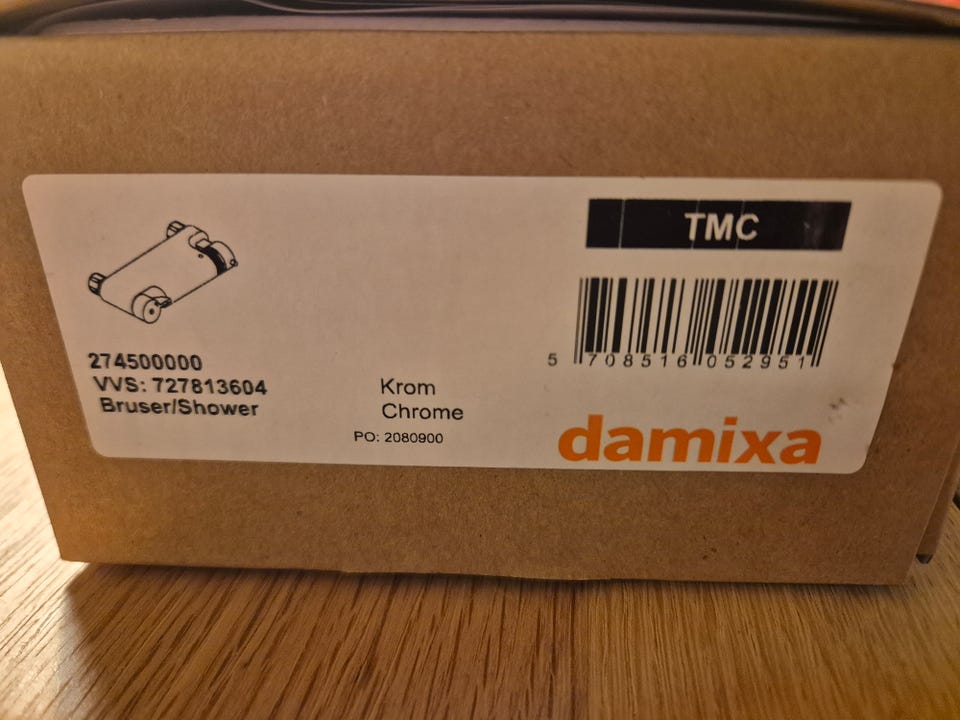 TMC
5 708516 052951
274500000
VVS: 727813604
Bruser/Shower
Krom
Chrome
PO: 2080900
damixa